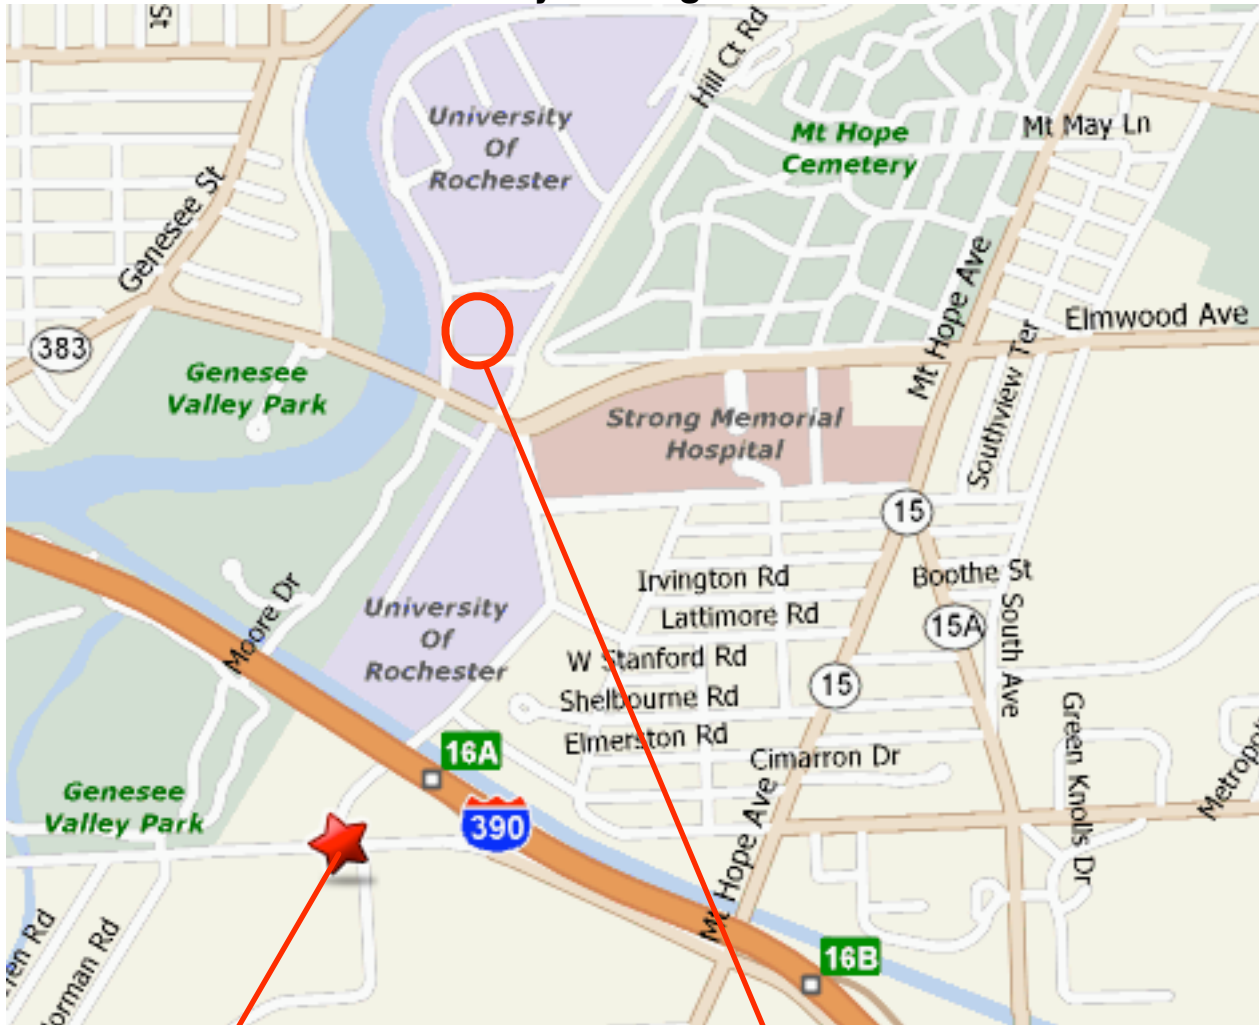 St
Hill Ct Rd
University
Of
Rochester
Mt Hope
Cemetery
Mt May Ln
Genesee St
Mt Hope Ave
Elmwood Ave
383
Genesee
Valley Park
Southview Ter
Strong Memorial
Hospital
15
Irvington Rd
Boothe St
Lattimore Rd
15A
South Ave
University
Of
Rochester
Moore Dr
W Stanford Rd
Shelbourne Rd
15
Elmerston Rd
Green Knolls Dr
16A
Cimarron Dr
Genesee
Valley Park
390
Mt Hope Ave
16B